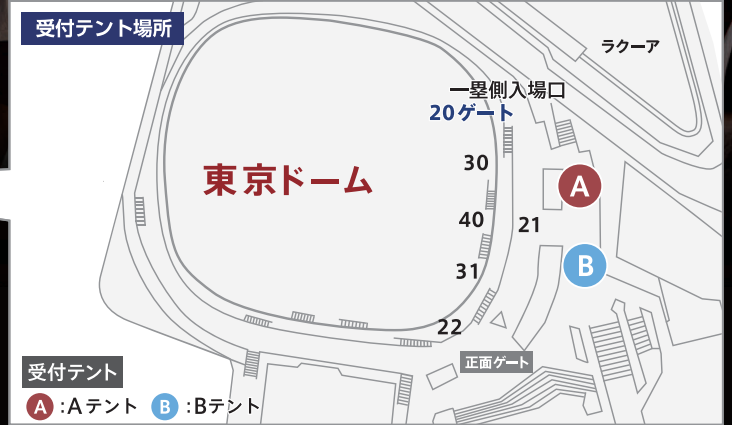 受付テント場所
ラクーア
一塁側入場口
20ゲート
30
東京ドーム
A
40
21
B
31
22
正面ゲート
受付テント
A :Aテント B :Bテント